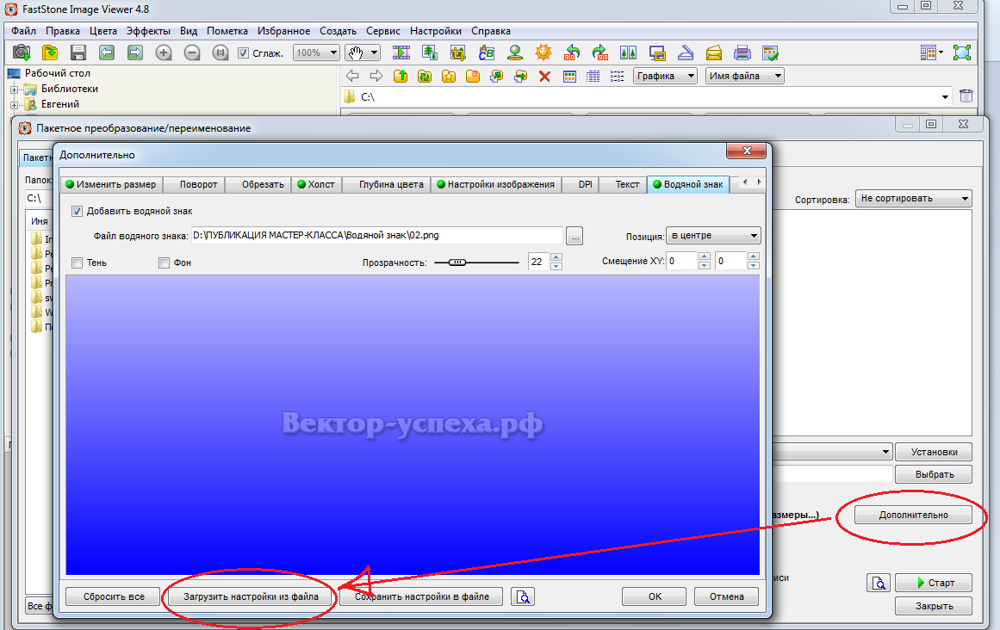 FastStone Image Viewer 4.8
Файл Правка Цвета Эффекты Вид Пометка Избранное Создать Сервис Настройки Справка
Сглаж. 100%
Рабочий стол
Библиотеки
Евгений
Графика Имя файла
C:\
Пакетное преобразование/переименование
Дополнительно
Изменить размер Поворот Обрезать Холст Глубина цвета Настройки изображения DPI Текст Водяной знак
Сортировка: Не сортировать
C:\
Имя
Добавить водяной знак
Файл водяного знака: D:\ПУБЛИКАЦИЯ МАСТЕР-КЛАССА\Водяной знак\02.png ... Позиция: в центре
Тень Фон Прозрачность: 22 Смещение XY: 0 0
Вектор-успеха.рф
Установки
Выбрать
азмеры...) Дополнительно
иси
Старт
Закрыть
Все ф
Сбросить все Загрузить настройки из файла Сохранить настройки в файле OK Отмена